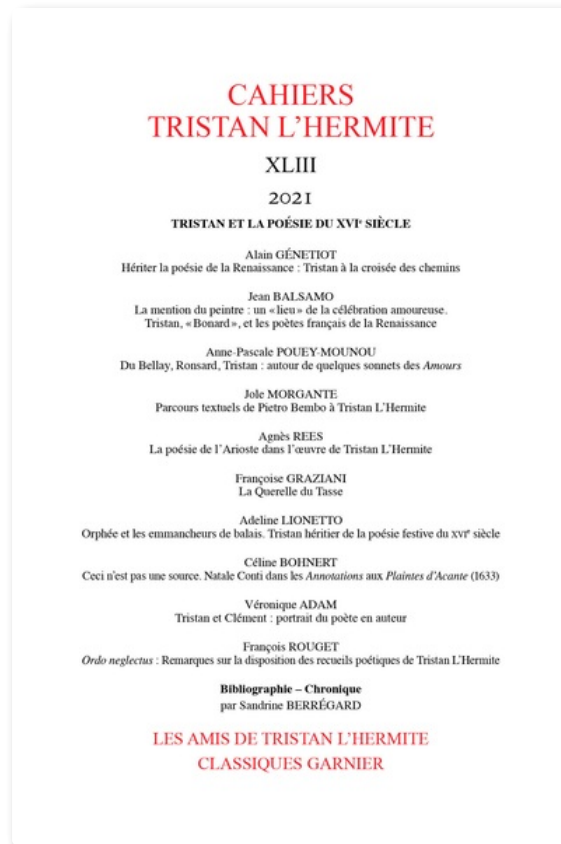 CAHIERS
TRISTAN L'HERMITE
XLIII
2021
TRISTAN ET LA POÉSIE DU XVIe SIÈCLE
Alain GÉNETIOT
Hériter la poésie de la Renaissance : Tristan à la croisée des chemins
Jean BALSAMO
La mention du peintre : un « lieu » de la célébration amoureuse.
Tristan, « Bonard », et les poètes français de la Renaissance
Anne-Pascale POUEY-MOUNOU
Du Bellay, Ronsard, Tristan : autour de quelques sonnets des Amours
Jole MORGANTE
Parcours textuels de Pietro Bembo à Tristan L'Hermite
Agnès REES
La poésie de l'Arioste dans l'œuvre de Tristan L'Hermite
Françoise GRAZIANI
La Querelle du Tasse
Adeline LIONETTO
Orphée et les emmancheurs de balais. Tristan héritier de la poésie festive du XVIe siècle
Céline BOHNERT
Ceci n'est pas une source. Natale Conti dans les Annotations aux Plaintes d'Acante (1633)
Véronique ADAM
Tristan et Clément : portrait du poète en auteur
François ROUGET
Ordo neglectus : Remarques sur la disposition des recueils poétiques de Tristan L'Hermite
Bibliographie – Chronique
par Sandrine BERRÉGARD
LES AMIS DE TRISTAN L'HERMITE
CLASSIQUES GARNIER